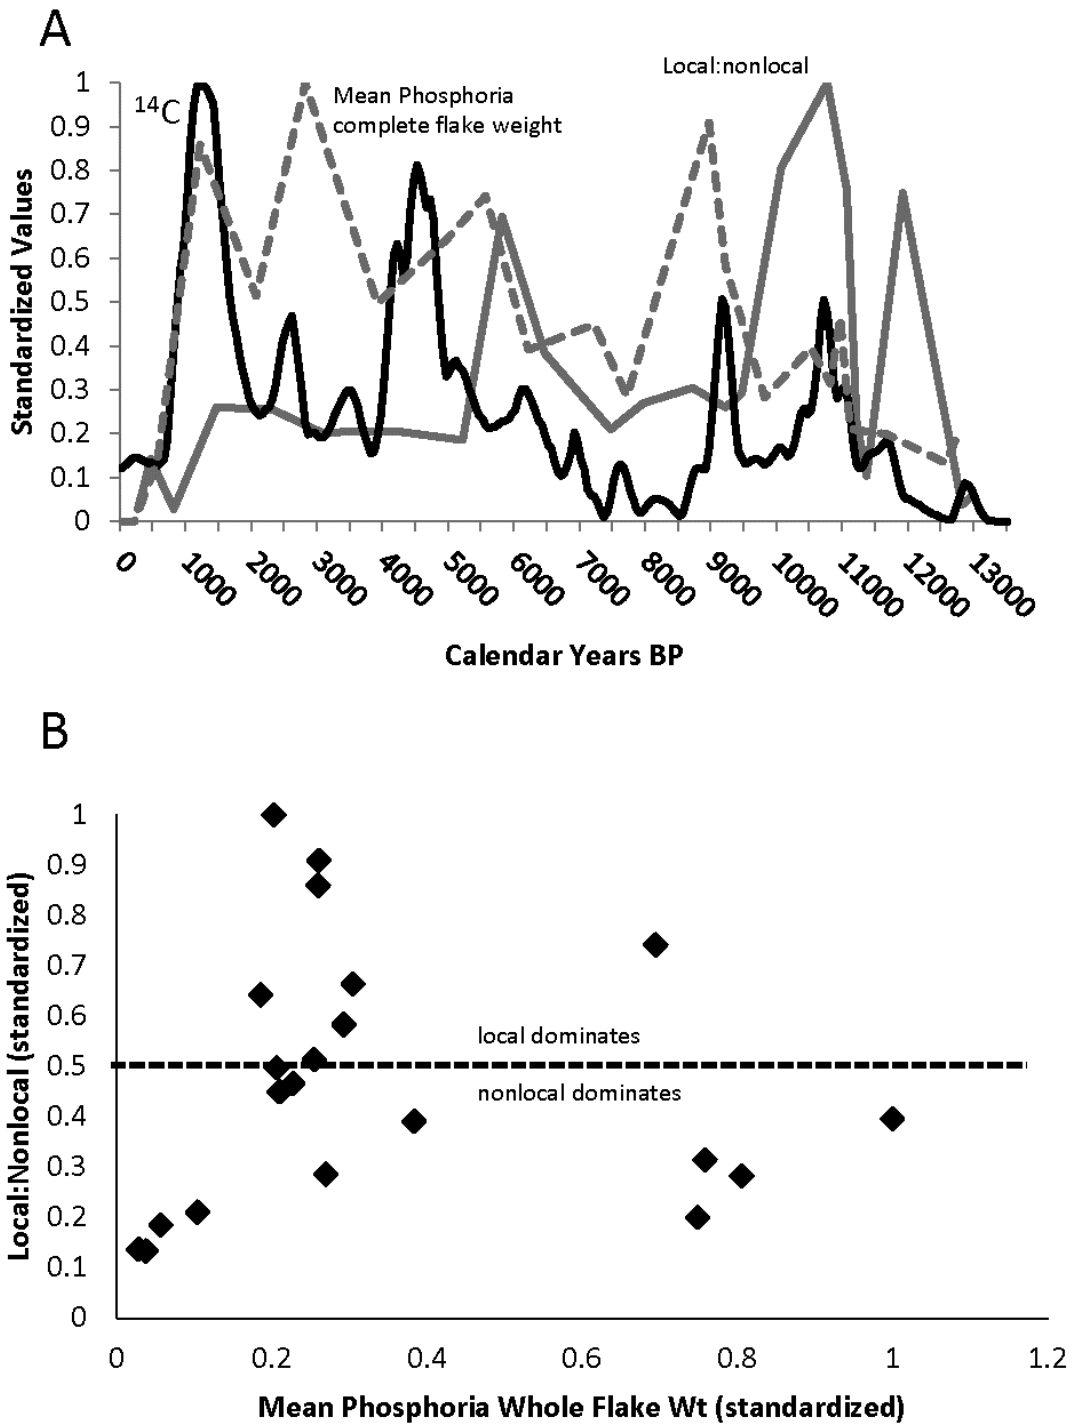 A
Local:nonlocal
1
14C
Mean Phosphoria
complete flake weight
0.9
0.8
0.7
0.6
0.5
0.4
0.3
0.2
0.1
0
Standardized Values
0 1000 2000 3000 4000 5000 6000 7000 8000 9000 10000 11000 12000 13000
Calendar Years BP
B
1
0.9
0.8
0.7
0.6
0.5
0.4
0.3
0.2
0.1
0
Local:Nonlocal (standardized)
local dominates
nonlocal dominates
0 0.2 0.4 0.6 0.8 1 1.2
Mean Phosphoria Whole Flake Wt (standardized)